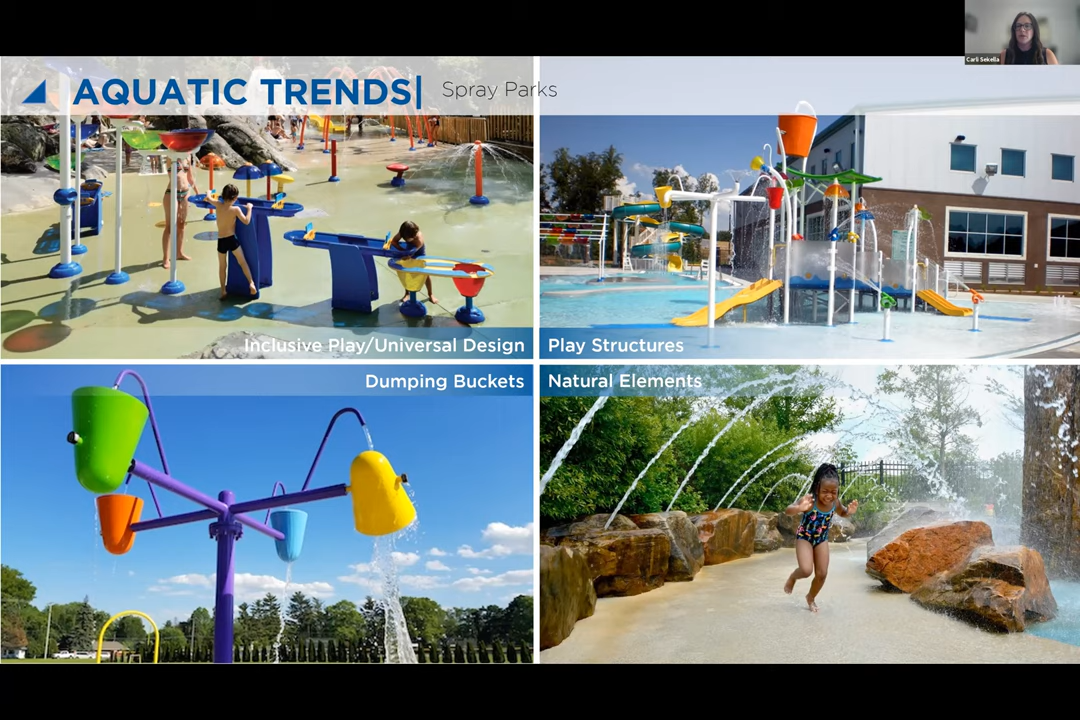 Carli Sekella
AQUATIC TRENDS|
Spray Parks
Inclusive Play/Universal Design
Play Structures
Dumping Buckets
Natural Elements